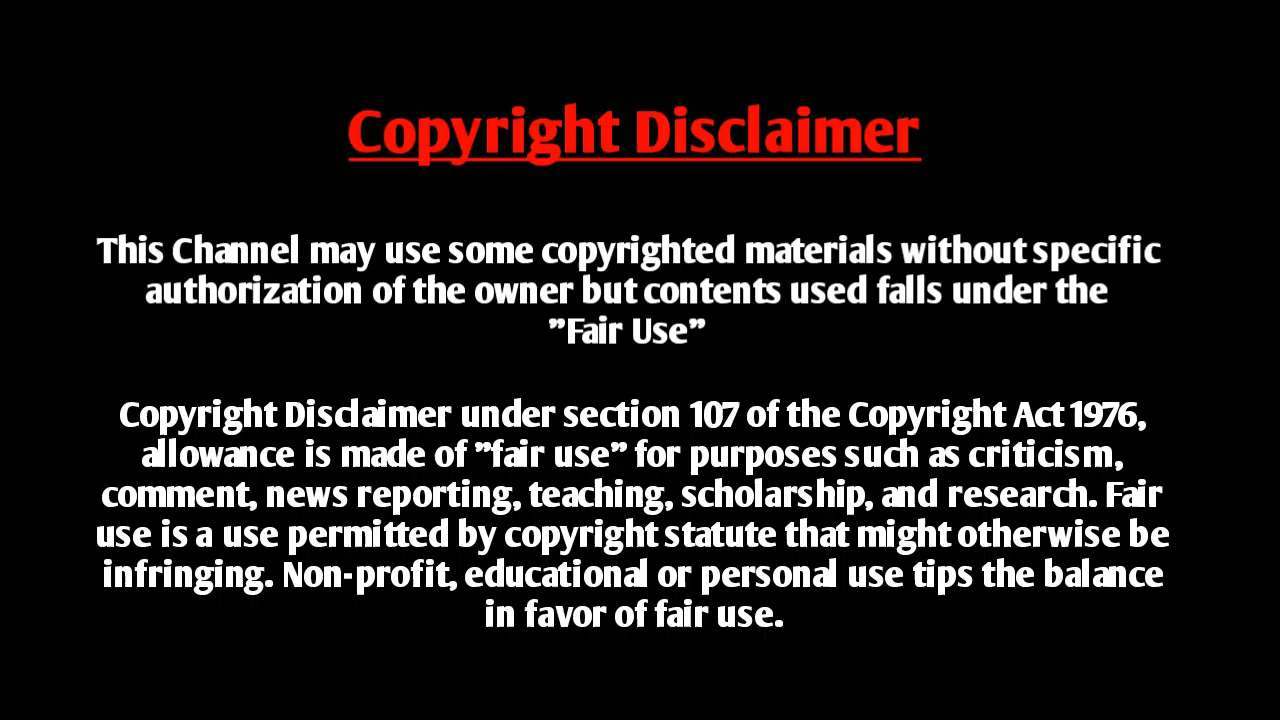 Copyright Disclaimer
This Channel may use some copyrighted materials without specific
authorization of the owner but contents used falls under the
”Fair Use”
Copyright Disclaimer under section 107 of the Copyright Act 1976,
allowance is made of ”fair use” for purposes such as criticism,
comment, news reporting, teaching, scholarship, and research. Fair
use is a use permitted by copyright statute that might otherwise be
infringing. Non-profit, educational or personal use tips the balance
in favor of fair use.